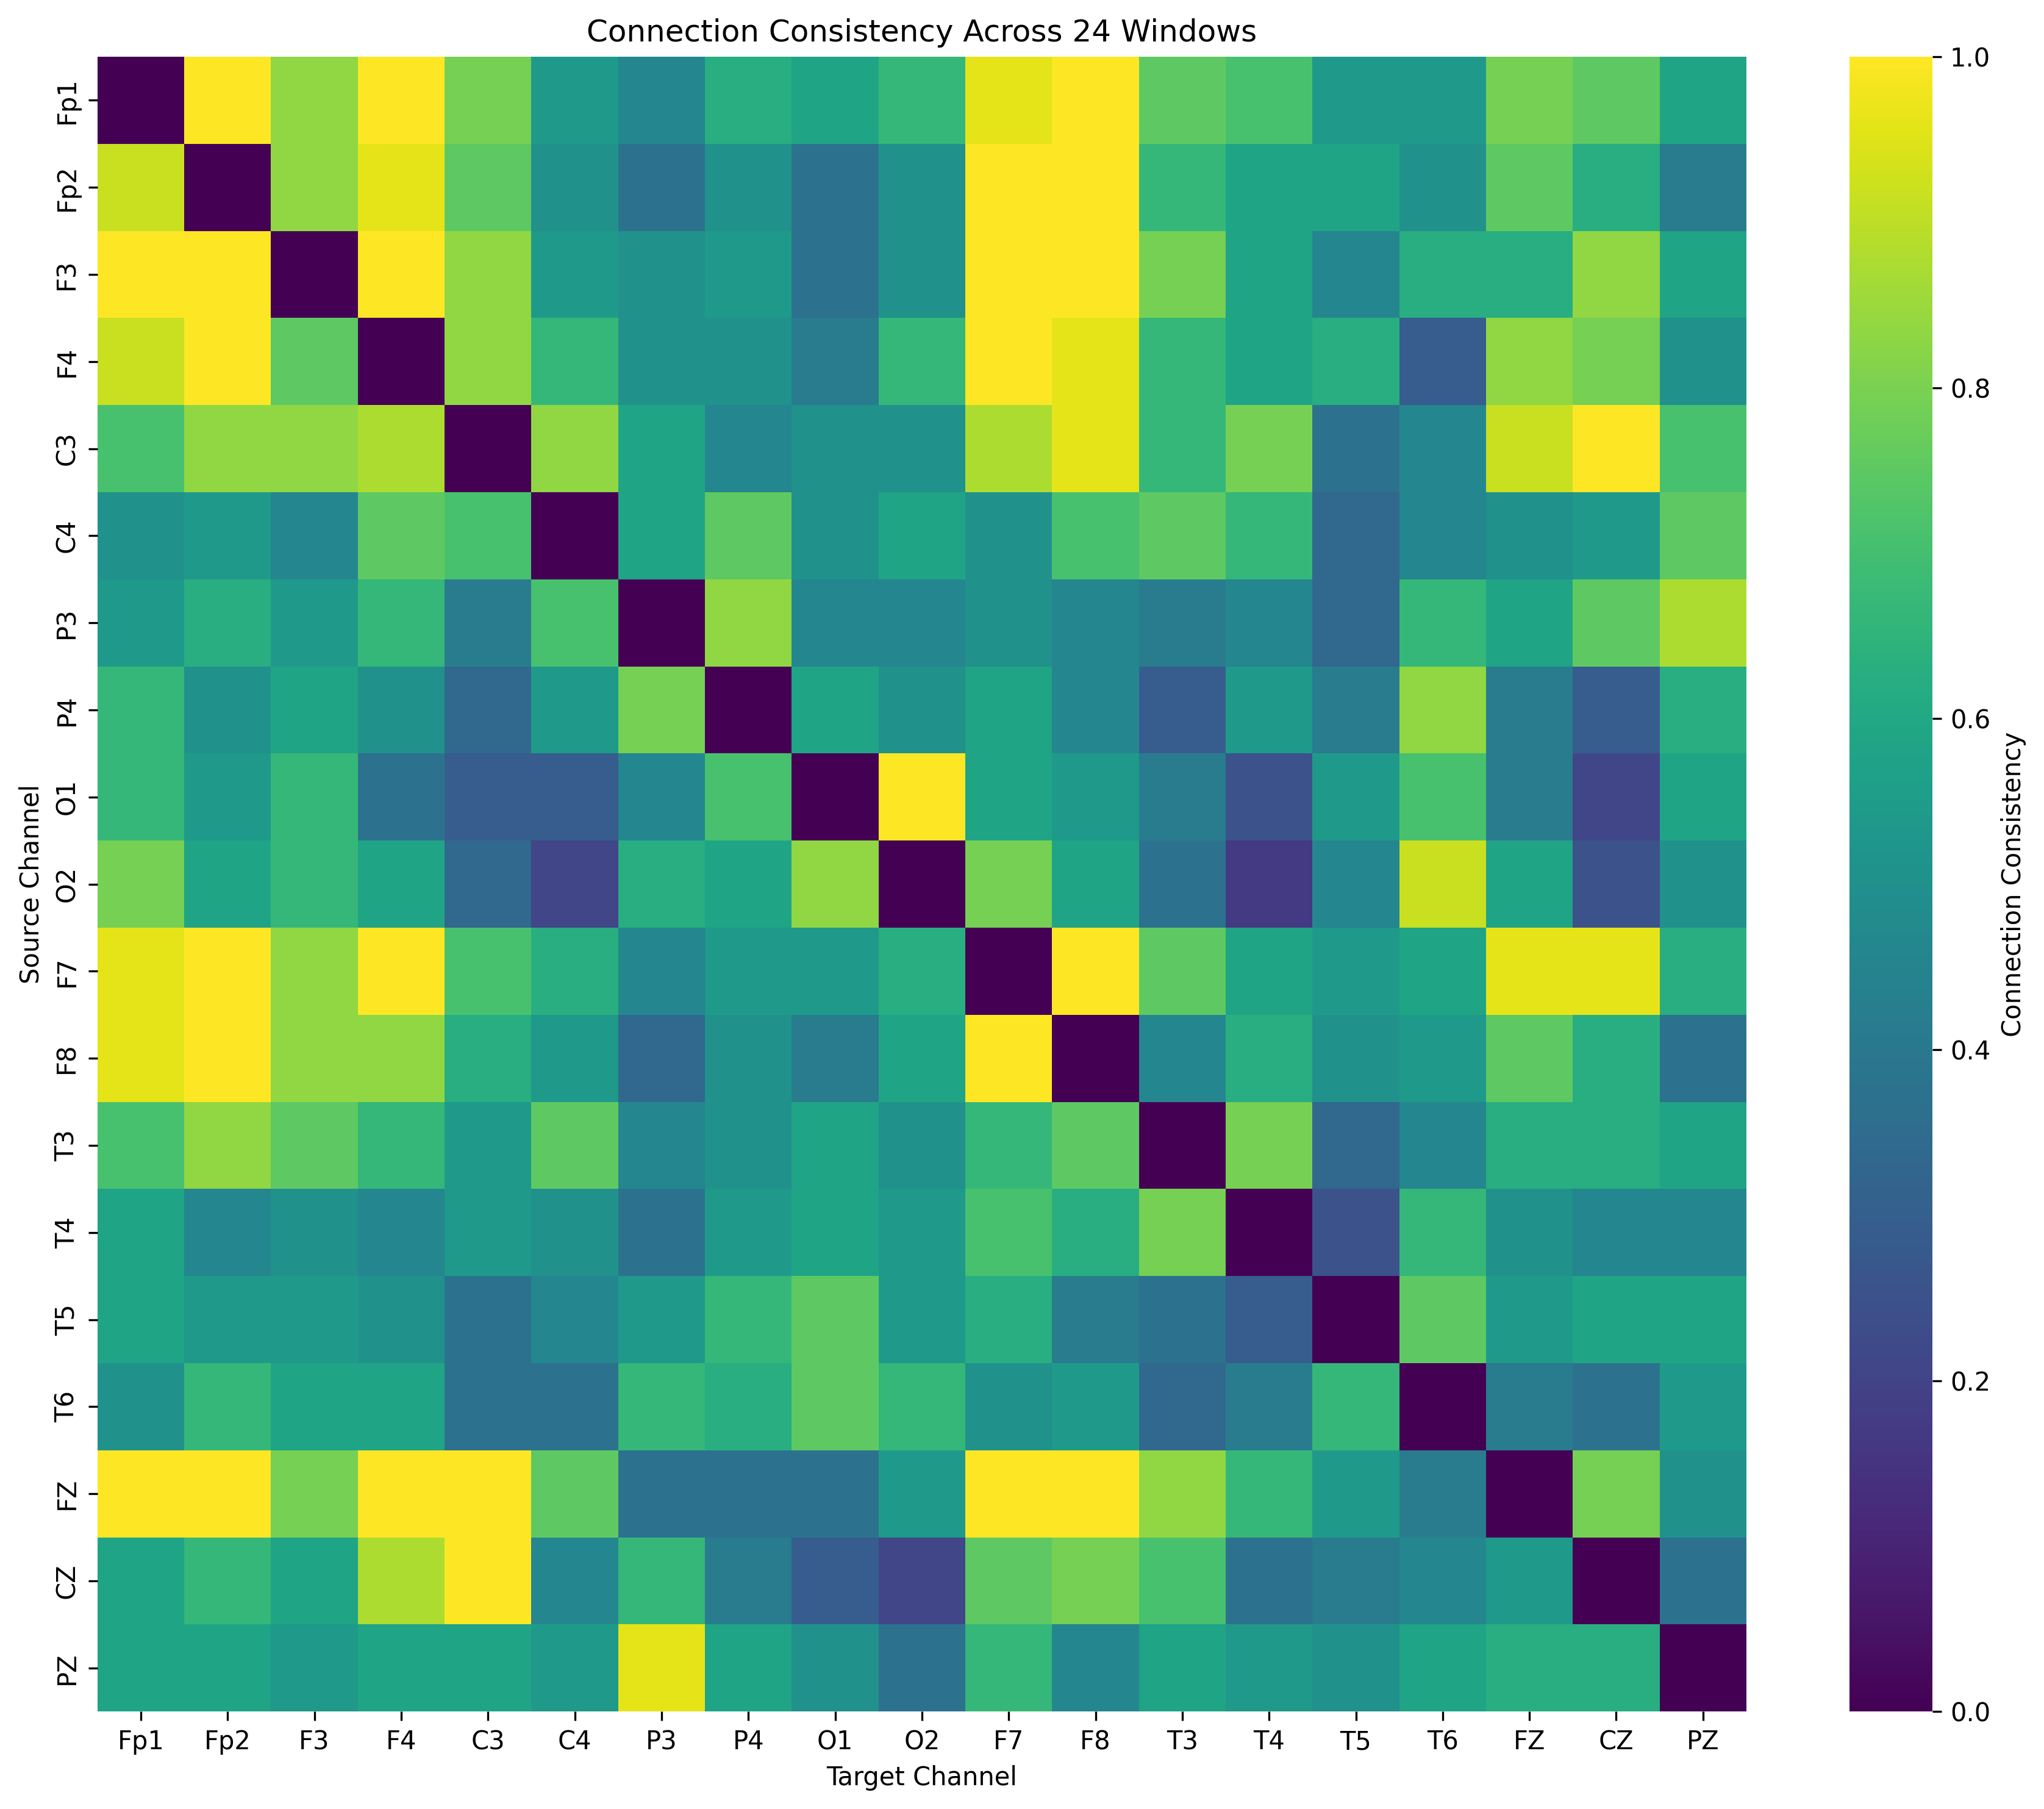 Connection Consistency Across 24 Windows
Source Channel
Fp1
Fp2
F3
F4
C3
C4
P3
P4
O1
O2
F7
F8
T3
T4
T5
T6
FZ
CZ
PZ
Fp1 Fp2 F3 F4 C3 C4 P3 P4 O1 O2 F7 F8 T3 T4 T5 T6 FZ CZ PZ
Target Channel
1.0
0.8
0.6
0.4
0.2
0.0
Connection Consistency